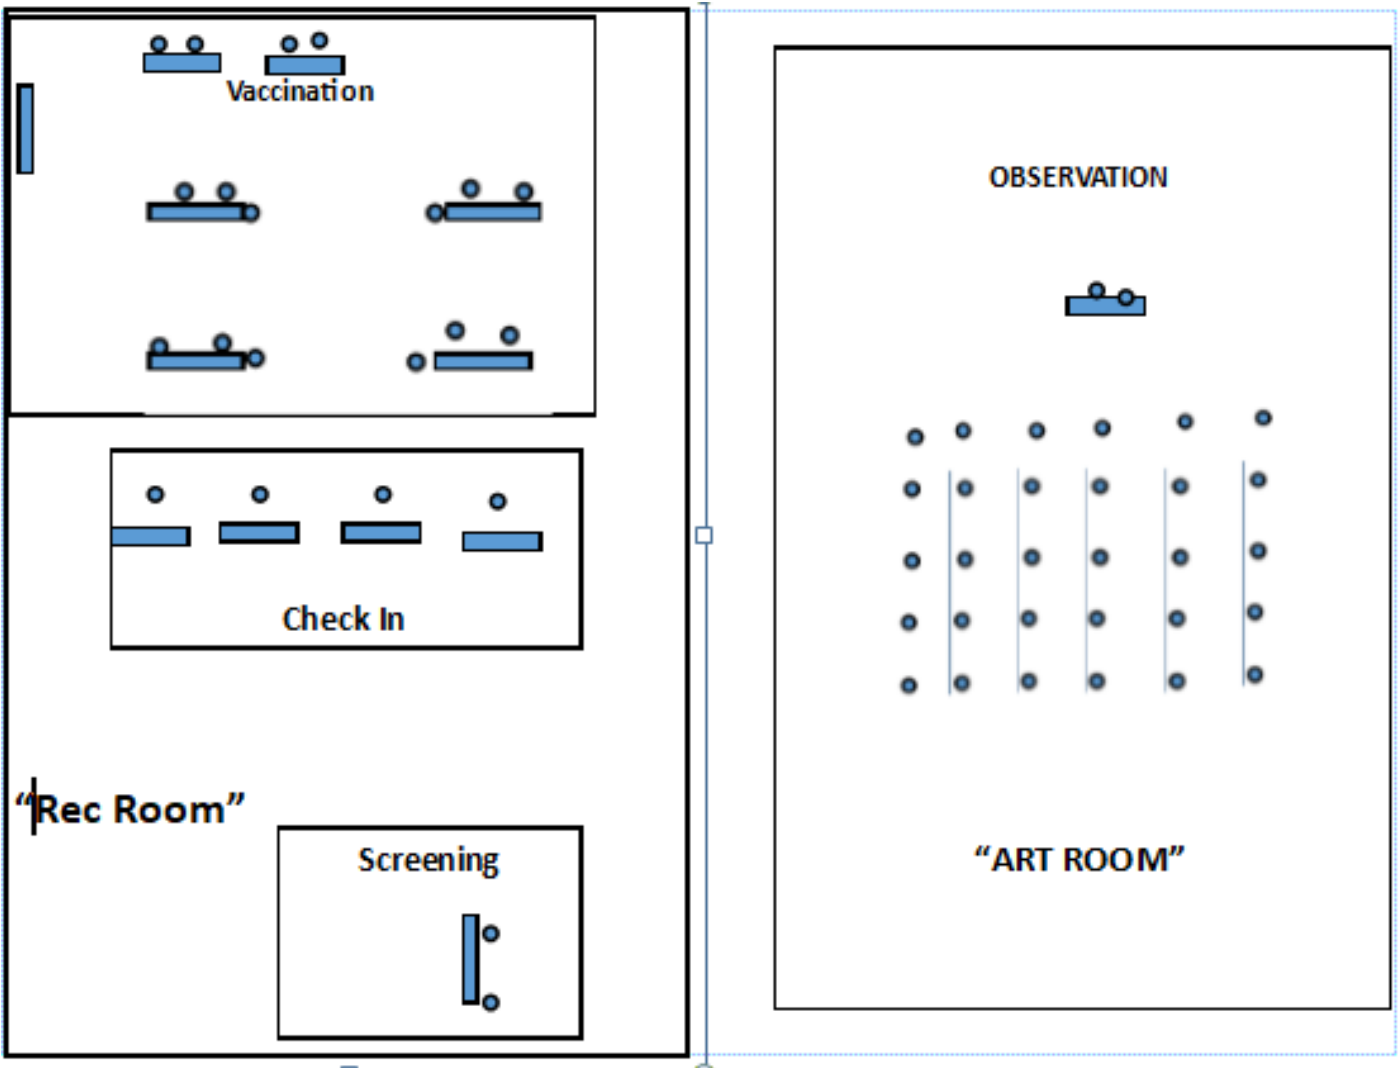 Vaccination
Check In
“Rec Room”
Screening
OBSERVATION
“ART ROOM”